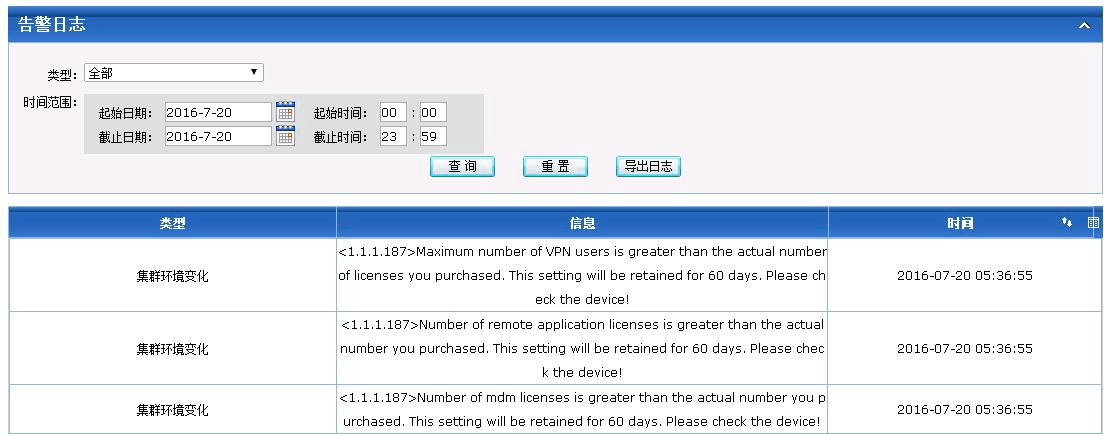 告警日志
类型： 全部
时间范围：
起始日期： 2016-7-20 起始时间： 00 : 00
截止日期： 2016-7-20 截止时间： 23 : 59
查 询 重 置 导出日志
类型 信息 时间
<1.1.1.187>Maximum number of VPN users is greater than the actual number
集群环境变化 of licenses you purchased. This setting will be retained for 60 days. Please ch 2016-07-20 05:36:55
eck the device!
<1.1.1.187>Number of remote application licenses is greater than the actual
集群环境变化 number you purchased. This setting will be retained for 60 days. Please chec 2016-07-20 05:36:55
k the device!
<1.1.1.187>Number of mdm licenses is greater than the actual number you p
集群环境变化 2016-07-20 05:36:55
urchased. This setting will be retained for 60 days. Please check the device!